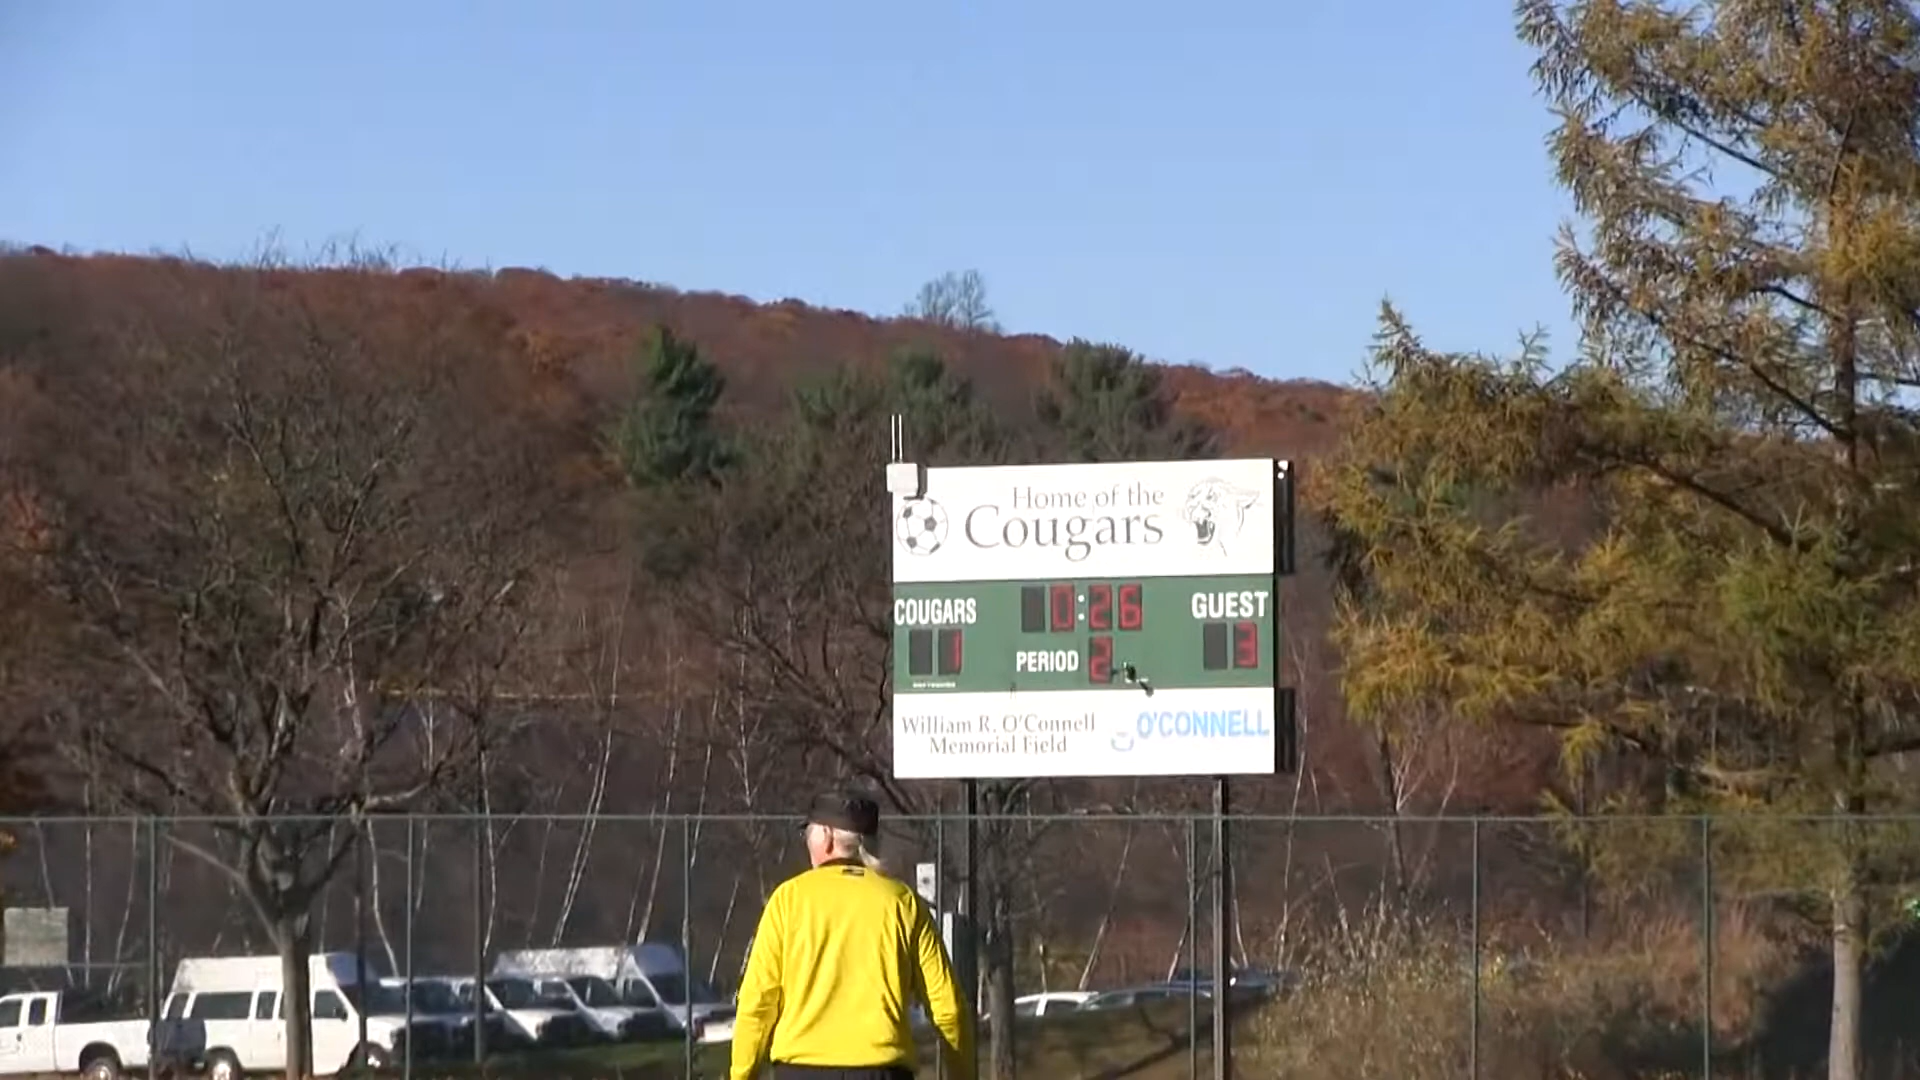 Home of the
Cougars
COUGARS 0:26 GUEST
1 PERIOD 2 3
William R. O'Connell
Memorial Field
O'CONNELL